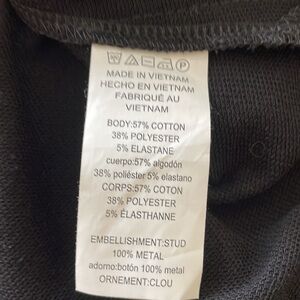 MADE IN VIETNAM
HECHO EN VIETNAM
FABRIQUÉ AU
VIETNAM
BODY:57% COTTON
38% POLYESTER
5% ELASTANE
cuerpo:57% algodón
38% poliéster 5% elastano
CORPS:57% COTON
38% POLYESTER
5% ÉLASTHANNE
EMBELLISHMENT:STUD
100% METAL
adorno:botón 100% metal
ORNEMENT:CLOU